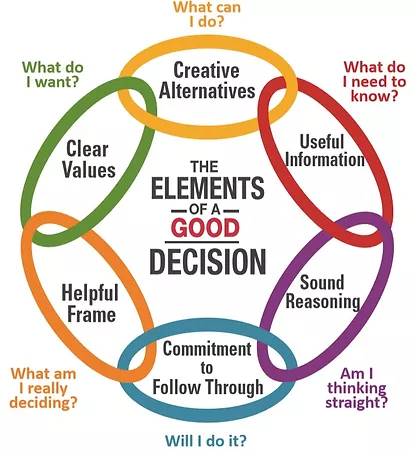 What can
I do?
Creative
Alternatives
What do
I need to
know?
Useful
Information
Sound
Reasoning
Am I
thinking
straight?
Commitment
to
Follow Through
Will I do it?
Helpful
Frame
What am
I really
deciding?
Clear
Values
What do
I want?
THE
ELEMENTS
OF A
GOOD
DECISION